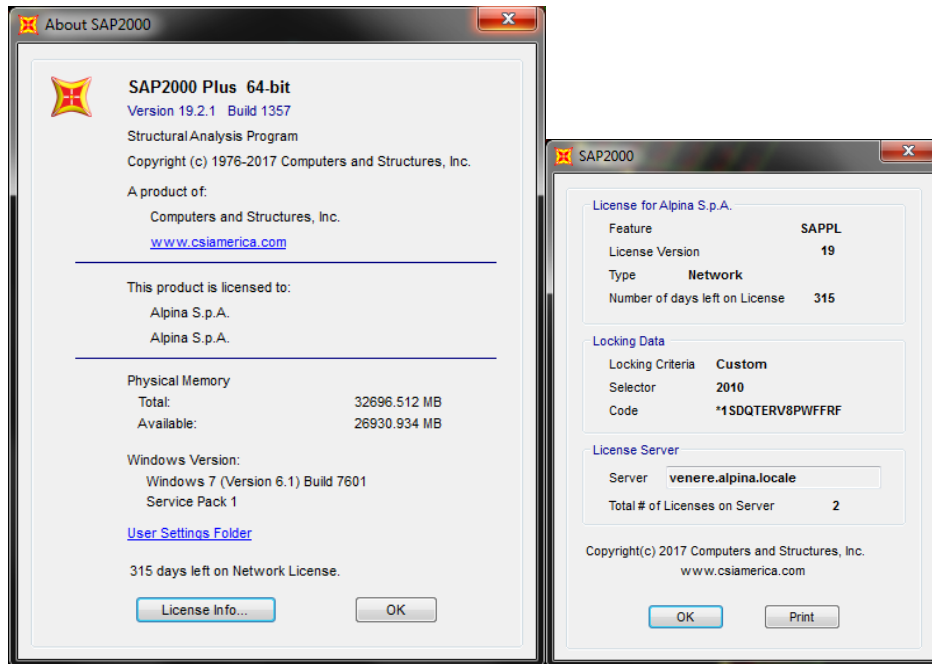 About SAP2000
SAP2000 Plus 64-bit
Version 19.2.1 Build 1357
Structural Analysis Program
Copyright (c) 1976-2017 Computers and Structures, Inc.
A product of:
Computers and Structures, Inc.
www.csiamerica.com
This product is licensed to:
Alpina S.p.A.
Alpina S.p.A.
Physical Memory
Total: 32696.512 MB
Available: 26930.934 MB
Windows Version:
Windows 7 (Version 6.1) Build 7601
Service Pack 1
User Settings Folder
315 days left on Network License.
License Info... OK
SAP2000
License for Alpina S.p.A.
Feature SAPPL
License Version 19
Type Network
Number of days left on License 315
Locking Data
Locking Criteria Custom
Selector 2010
Code *1SDQTERV8PWFFRF
License Server
Server venere.alpina.locale
Total # of Licenses on Server 2
Copyright(c) 2017 Computers and Structures, Inc.
www.csiamerica.com
OK Print